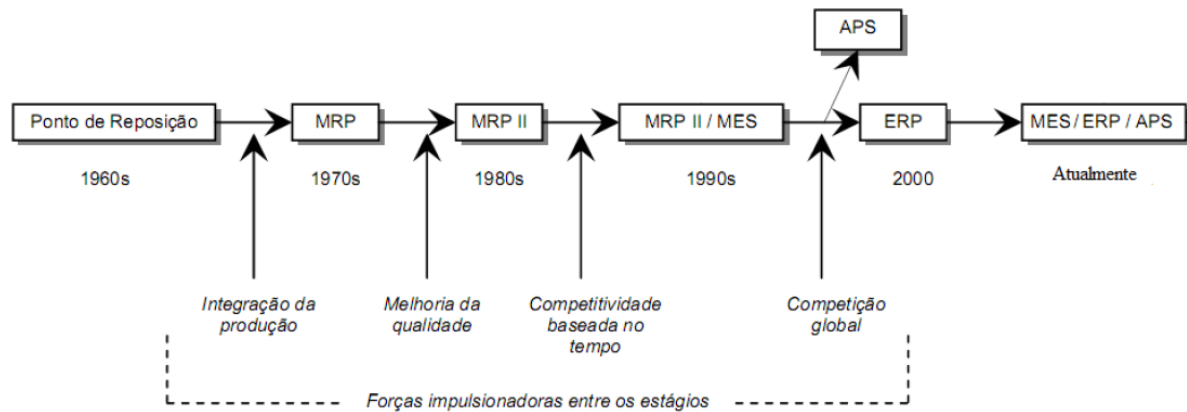 APS
Ponto de Reposição
MRP
MRP II
MRP II / MES
ERP
MES / ERP / APS
1960s
1970s
1980s
1990s
2000
Atualmente
Integração da
produção
Melhoria da
qualidade
Competitividade
baseada no
tempo
Competição
global
Forças impulsionadoras entre os estágios